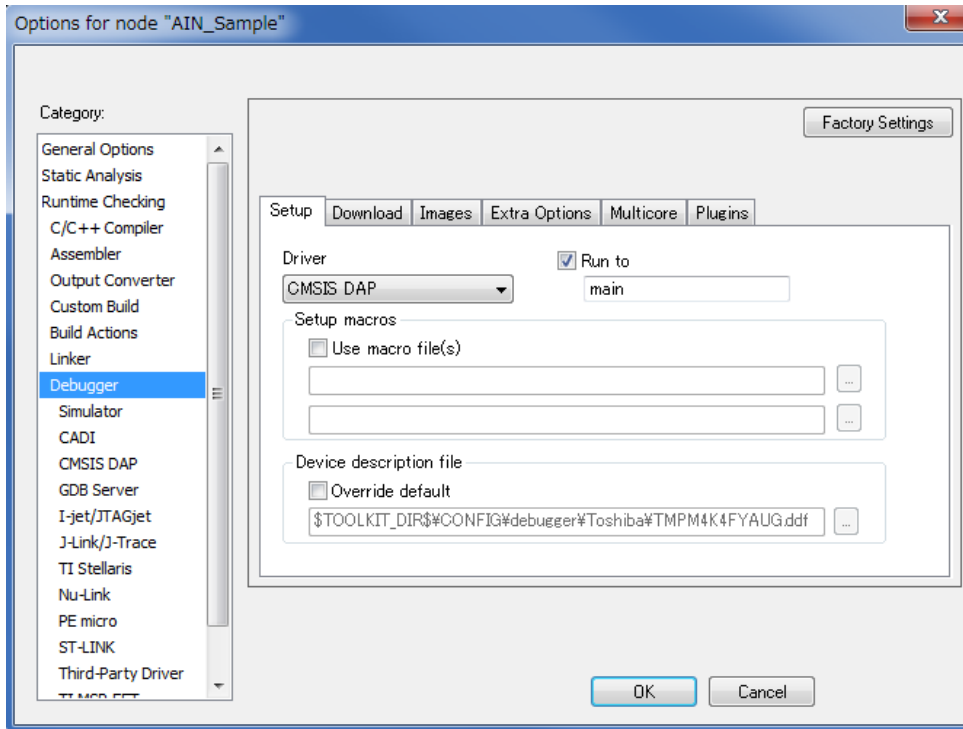 Options for node "AIN_Sample"
Category:
Factory Settings
General Options
Static Analysis
Runtime Checking
C/C++ Compiler
Assembler
Output Converter
Custom Build
Build Actions
Linker
Debugger
Simulator
CADI
CMSIS DAP
GDB Server
I-jet/JTAGjet
J-Link/J-Trace
TI Stellaris
Nu-Link
PE micro
ST-LINK
Third-Party Driver
TI MSP-FET
Setup Download Images Extra Options Multicore Plugins
Driver
Run to
CMSIS DAP
main
Setup macros
Use macro file(s)
...
...
Device description file
Override default
$TOOLKIT_DIR$¥CONFIG¥debugger¥Toshiba¥TMPM4K4FYAUG.ddf
...
OK Cancel